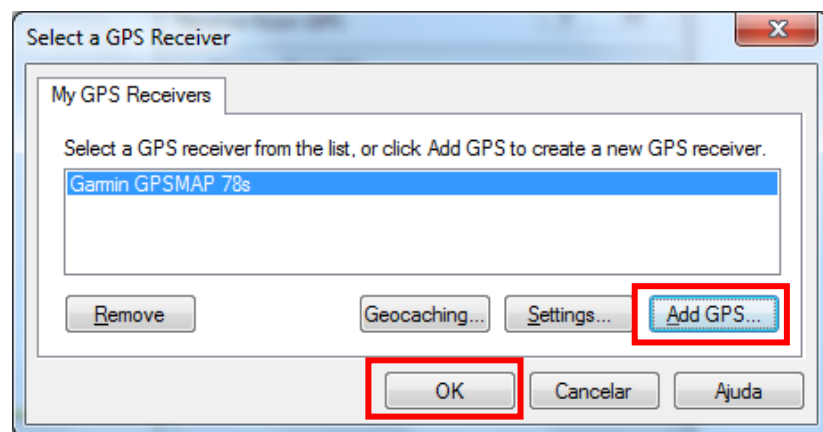 Select a GPS Receiver
My GPS Receivers
Select a GPS receiver from the list, or click Add GPS to create a new GPS receiver.
Garmin GPSMAP 78s
Remove Geocaching... Settings... Add GPS...
OK Cancelar Ajuda